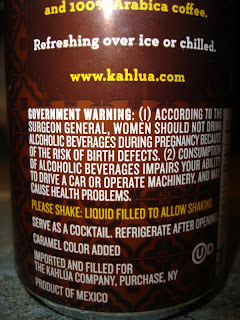 and 100% Arabica coffee.
Refreshing over ice or chilled.
www.kahlua.com
GOVERNMENT WARNING: (1) ACCORDING TO THE
SURGEON GENERAL, WOMEN SHOULD NOT DRINK
ALCOHOLIC BEVERAGES DURING PREGNANCY BECAUSE
OF THE RISK OF BIRTH DEFECTS. (2) CONSUMPTION
OF ALCOHOLIC BEVERAGES IMPAIRS YOUR ABILITY
TO DRIVE A CAR OR OPERATE MACHINERY, AND MAY
CAUSE HEALTH PROBLEMS.
PLEASE SHAKE: LIQUID FILLED TO ALLOW SHAKING
SERVE AS A COCKTAIL. REFRIGERATE AFTER OPENING
CARAMEL COLOR ADDED
IMPORTED AND FILLED FOR
THE KAHLÚA COMPANY, PURCHASE, NY
PRODUCT OF MEXICO
U D